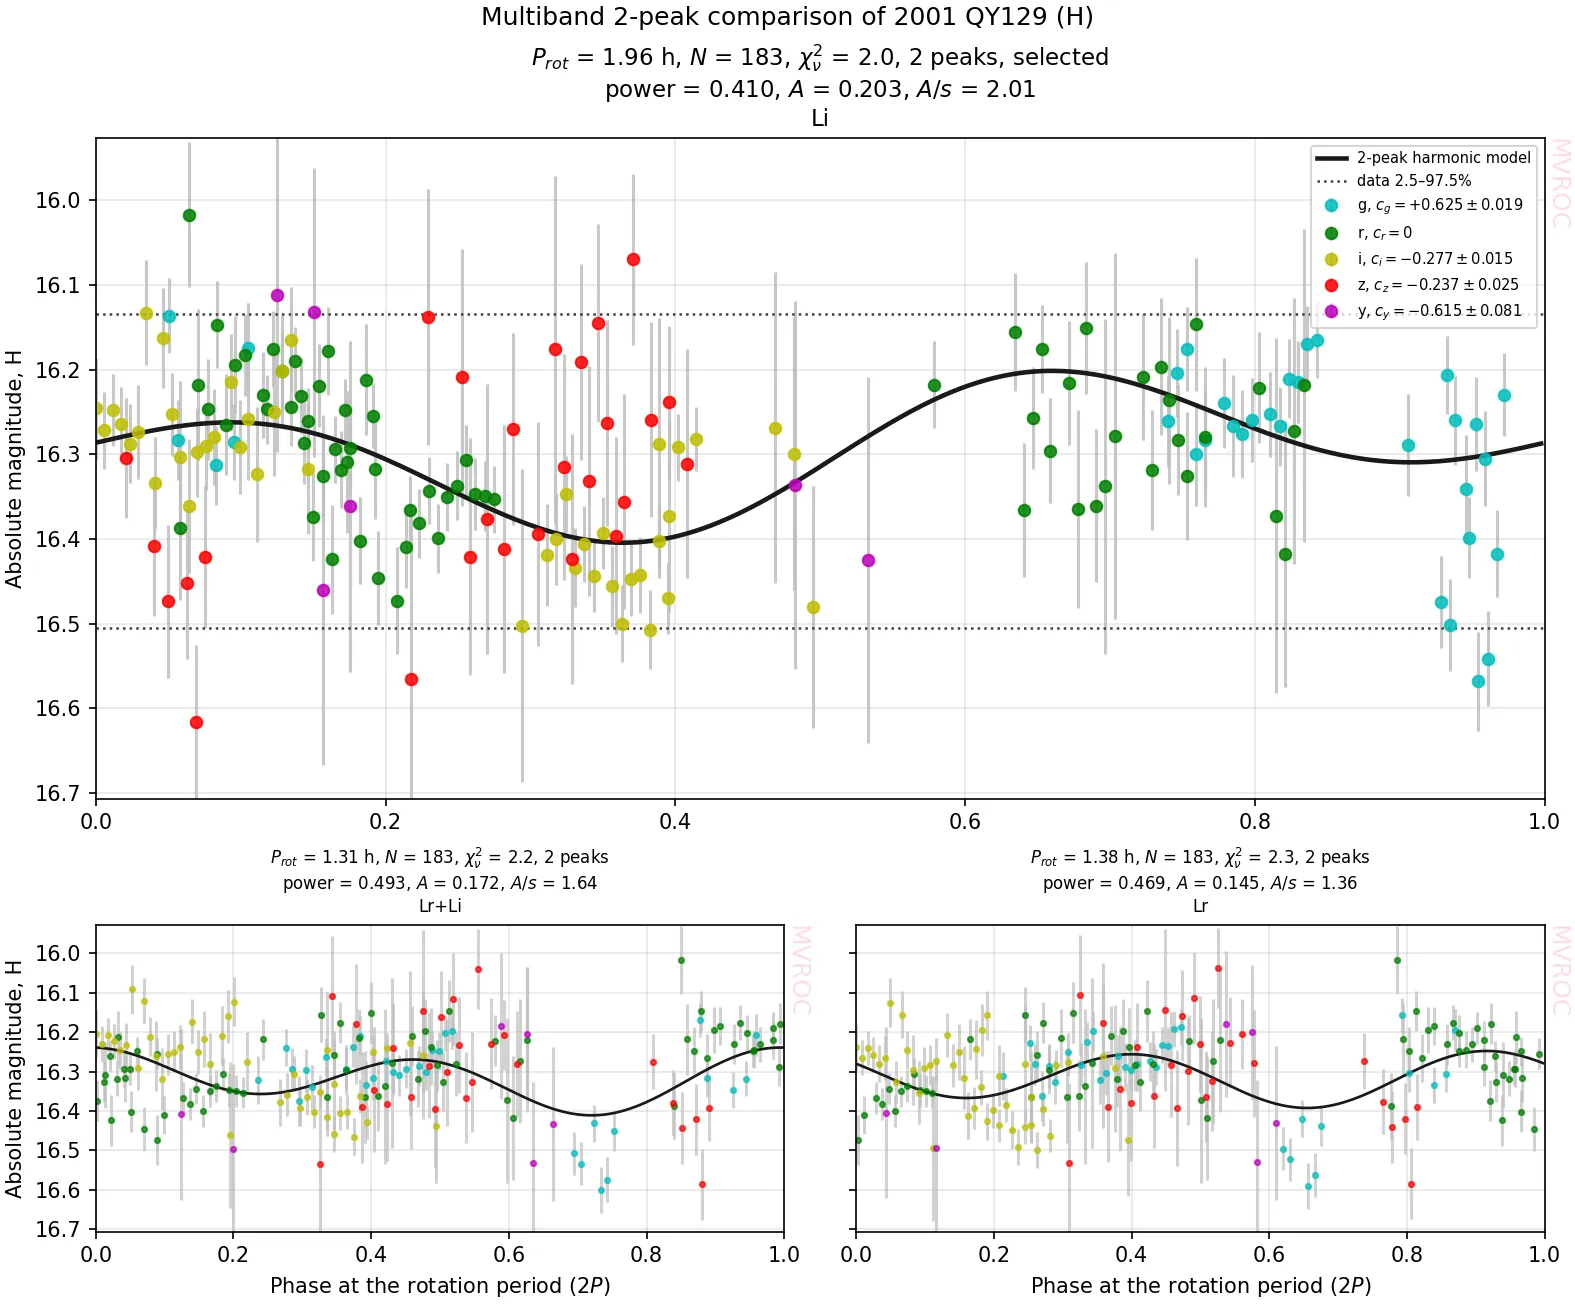 Multiband 2-peak comparison of 2001 QY129 (H)
P_rot = 1.96 h, N = 183, χ²_ν = 2.0, 2 peaks, selected
power = 0.410, A = 0.203, A/s = 2.01
Li
Absolute magnitude, H
16.0
16.1
16.2
16.3
16.4
16.5
16.6
16.7
0.0 0.2 0.4 0.6 0.8 1.0
2-peak harmonic model
data 2.5–97.5%
g, c_g = +0.625 ± 0.019
r, c_r = 0
i, c_i = −0.277 ± 0.015
z, c_z = −0.237 ± 0.025
y, c_y = −0.615 ± 0.081
MVROC
P_rot = 1.31 h, N = 183, χ²_ν = 2.2, 2 peaks
power = 0.493, A = 0.172, A/s = 1.64
Lr+Li
Absolute magnitude, H
16.0
16.1
16.2
16.3
16.4
16.5
16.6
16.7
0.0 0.2 0.4 0.6 0.8 1.0
Phase at the rotation period (2P)
MVROC
P_rot = 1.38 h, N = 183, χ²_ν = 2.3, 2 peaks
power = 0.469, A = 0.145, A/s = 1.36
Lr
0.0 0.2 0.4 0.6 0.8 1.0
Phase at the rotation period (2P)
MVROC